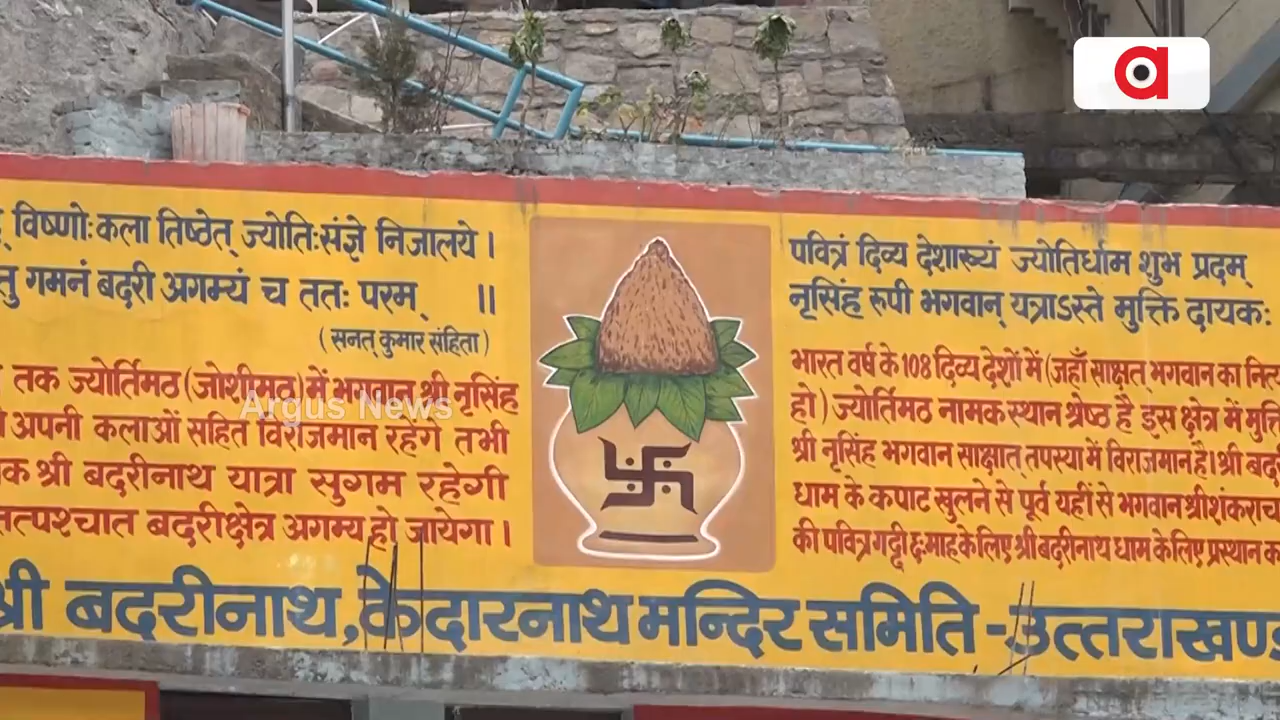 विष्णोः कला तिष्ठेत् ज्योतिःसंज्ञे निजालये ।
तु गमनं बदरी अगम्यं च ततः परम् ॥
( सनत् कुमार संहिता )
तक ज्योर्तिमठ (जोशीमठ) में भगवान श्री नृसिंह
अपनी कलाओं सहित विराजमान रहेंगे तभी
श्री बदरीनाथ यात्रा सुगम रहेगी
तत्पश्चात बदरीक्षेत्र अगम्य हो जायेगा ।
पवित्रं दिव्य देशाख्यं ज्योतिर्धाम शुभ प्रदम्
नृसिंह रूपी भगवान् यत्राऽस्ते मुक्ति दायकः
भारत वर्ष के 108 दिव्य देशों में (जहाँ साक्षत् भगवान का
हो) ज्योर्तिमठ नामक स्थान श्रेष्ठ है इस क्षेत्र में
श्री नृसिंह भगवान साक्षात् तपस्या में विराजमान है। श्री
धाम के कपाट खुलने से पूर्व यहीं से भगवान श्री
की पवित्र गद्दी छःमाह के लिए श्री बदरीनाथ धाम के लिए प्रस्थान
श्री बदरीनाथ, केदारनाथ मन्दिर समिति - उत्तराखण्ड
Argus News
a